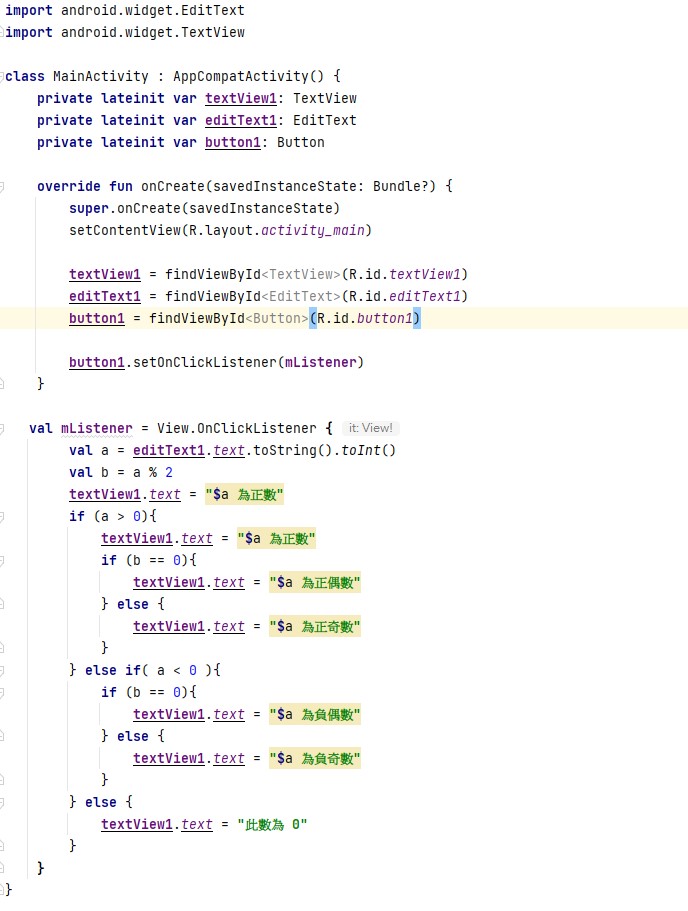 import android.widget.EditText
import android.widget.TextView
class MainActivity : AppCompatActivity() {
    private lateinit var textView1: TextView
    private lateinit var editText1: EditText
    private lateinit var button1: Button
    override fun onCreate(savedInstanceState: Bundle?) {
        super.onCreate(savedInstanceState)
        setContentView(R.layout.activity_main)
        textView1 = findViewById<TextView>(R.id.textView1)
        editText1 = findViewById<EditText>(R.id.editText1)
        button1 = findViewById<Button>(R.id.button1)
        button1.setOnClickListener(mListener)
    }
   val mListener = View.OnClickListener { it: View!
        val a = editText1.text.toString().toInt()
        val b = a % 2
        textView1.text = "$a 為正數"
        if (a > 0){
            textView1.text = "$a 為正數"
            if (b == 0){
                textView1.text = "$a 為正偶數"
            } else {
                textView1.text = "$a 為正奇數"
            }
        } else if( a < 0 ){
            if (b == 0){
                textView1.text = "$a 為負偶數"
            } else {
                textView1.text = "$a 為負奇數"
            }
        } else {
            textView1.text = "此數為 0"
        }
    }
}